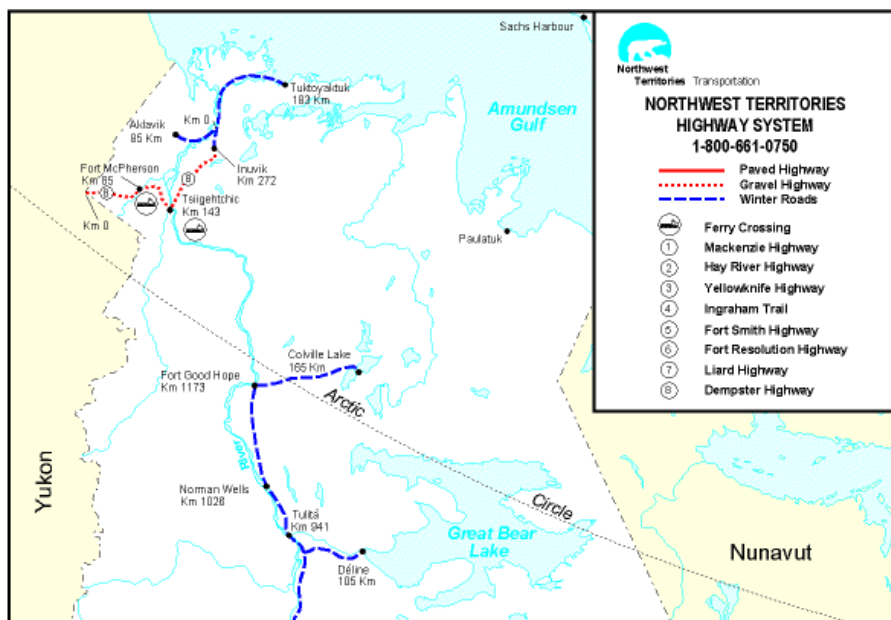 Sachs Harbour
Tuktoyaktuk
183 Km
Km 0
Aklavik
85 Km
Amundsen
Gulf
Inuvik
Km 272
Fort McPherson
Km 85
8
8
Tsiigehtchic
Km 143
Km 0
Paulatuk
Colville Lake
165 Km
Fort Good Hope
Km 1173
Arctic
River
Norman Wells
Km 1028
Circle
Tulita
Km 941
Great Bear
Lake
Déline
105 Km
Yukon
Nunavut
Northwest
Territories Transportation
NORTHWEST TERRITORIES
HIGHWAY SYSTEM
1-800-661-0750
Paved Highway
Gravel Highway
Winter Roads
Ferry Crossing
1 Mackenzie Highway
2 Hay River Highway
3 Yellowknife Highway
4 Ingraham Trail
5 Fort Smith Highway
6 Fort Resolution Highway
7 Liard Highway
8 Dempster Highway